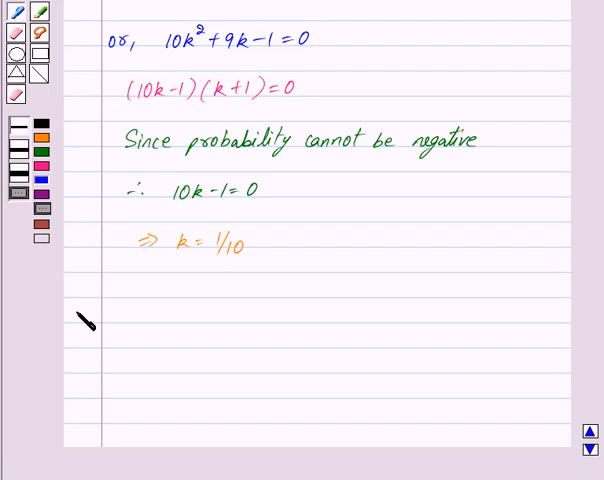 or, 10k² + 9k - 1 = 0
(10k - 1) (k + 1) = 0
Since probability cannot be negative
∴ 10k - 1 = 0
⇒ k = 1/10